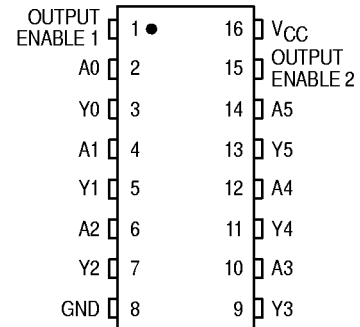 OUTPUT
ENABLE 1 1 16 VCC
A0 2 15 OUTPUT
ENABLE 2
Y0 3 14 A5
A1 4 13 Y5
Y1 5 12 A4
A2 6 11 Y4
Y2 7 10 A3
GND 8 9 Y3